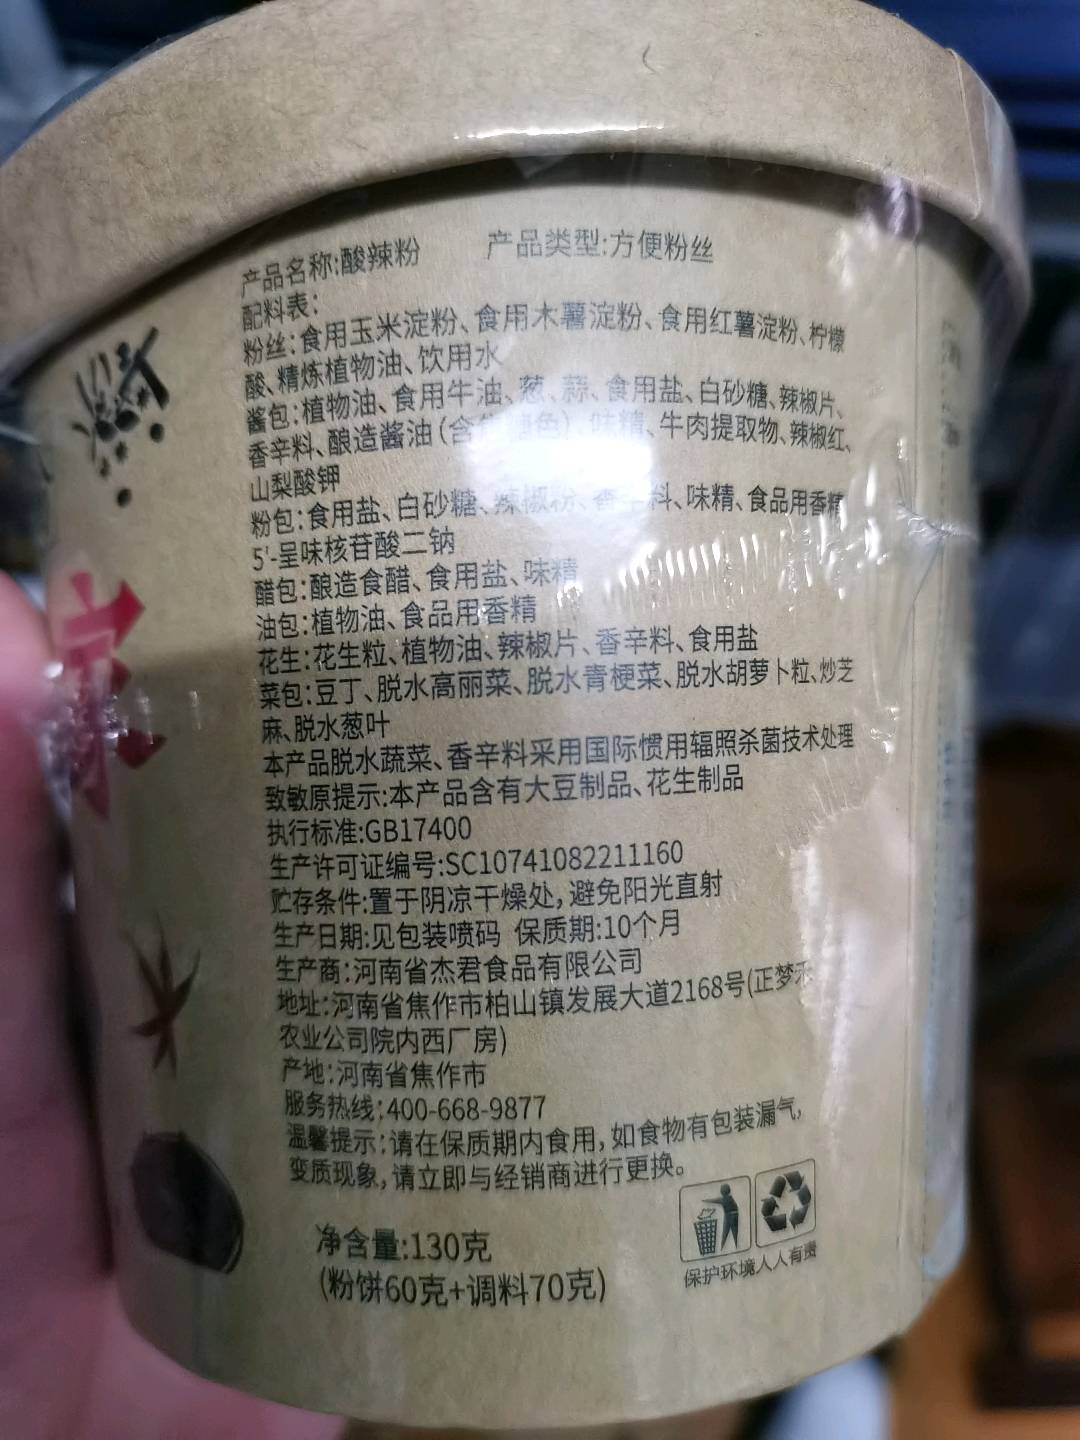 产品名称:酸辣粉 产品类型:方便粉丝
配料表:
粉丝:食用玉米淀粉、食用木薯淀粉、食用红薯淀粉、柠檬
酸、精炼植物油、饮用水
酱包:植物油、食用牛油、葱、蒜、食用盐、白砂糖、辣椒片、
香辛料、酿造酱油(含 色)、味精、牛肉提取物、辣椒红、
山梨酸钾
粉包:食用盐、白砂糖、辣椒粉、香辛料、味精、食品用香精
5'-呈味核苷酸二钠
醋包:酿造食醋、食用盐、味精
油包:植物油、食品用香精
花生:花生粒、植物油、辣椒片、香辛料、食用盐
菜包:豆丁、脱水高丽菜、脱水青梗菜、脱水胡萝卜粒、炒芝
麻、脱水葱叶
本产品脱水蔬菜、香辛料采用国际惯用辐照杀菌技术处理
致敏原提示:本产品含有大豆制品、花生制品
执行标准:GB17400
生产许可证编号:SC10741082211160
贮存条件:置于阴凉干燥处,避免阳光直射
生产日期:见包装喷码 保质期:10个月
生产商:河南省杰君食品有限公司
地址:河南省焦作市柏山镇发展大道2168号(正梦禾
农业公司院内西厂房)
产地:河南省焦作市
服务热线:400-668-9877
温馨提示:请在保质期内食用,如食物有包装漏气,
变质现象,请立即与经销商进行更换。
净含量:130克
(粉饼60克+调料70克)
保护环境人人有责